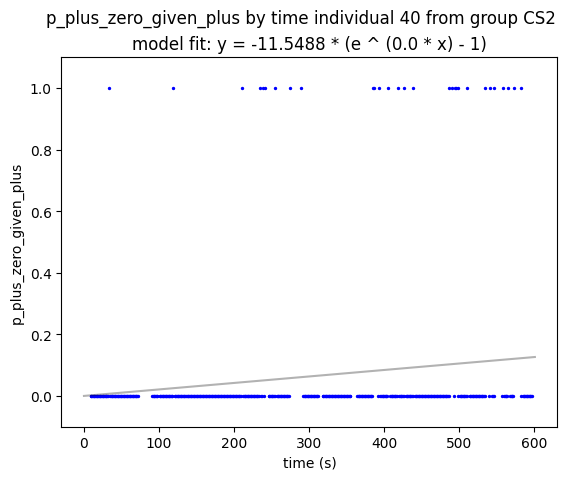 p_plus_zero_given_plus by time individual 40 from group CS2
model fit: y = -11.5488 * (e ^ (0.0 * x) - 1)
1.0
0.8
0.6
0.4
0.2
0.0
p_plus_zero_given_plus
0 100 200 300 400 500 600
time (s)